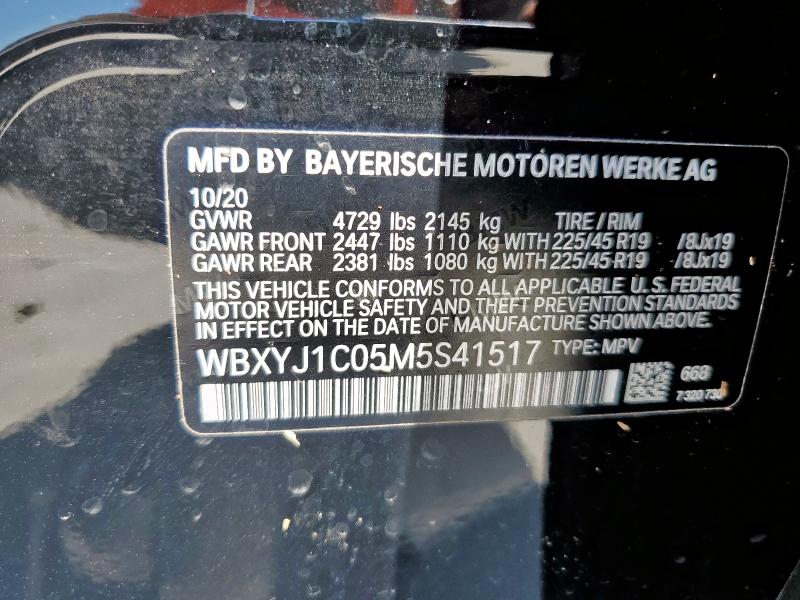 MFD BY BAYERISCHE MOTOREN WERKE AG
10/20
GVWR 4729 lbs 2145 kg TIRE / RIM
GAWR FRONT 2447 lbs 1110 kg WITH 225/45 R19 /8Jx19
GAWR REAR 2381 lbs 1080 kg WITH 225/45 R19 /8Jx19
THIS VEHICLE CONFORMS TO ALL APPLICABLE U.S. FEDERAL
MOTOR VEHICLE SAFETY AND THEFT PREVENTION STANDARDS
IN EFFECT ON THE DATE OF MANUFACTURE SHOWN ABOVE.
WBXYJ1C05M5S41517 TYPE: MPV
668